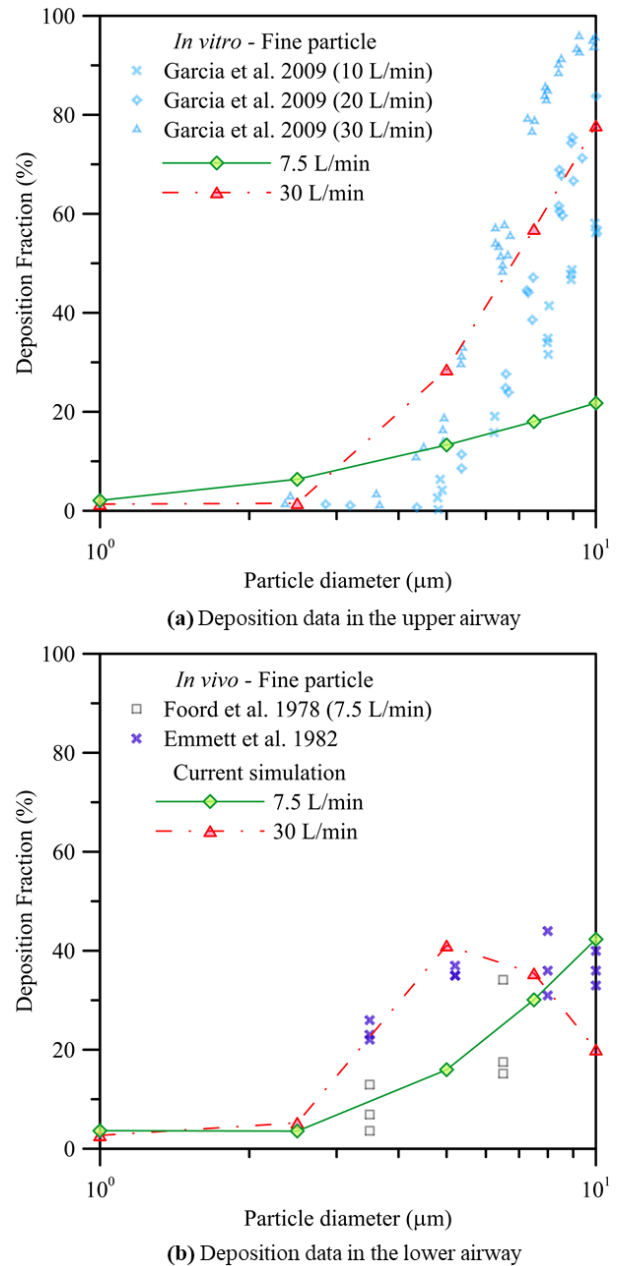 100
80
60
40
20
0
Deposition Fraction (%)
In vitro - Fine particle
Garcia et al. 2009 (10 L/min)
Garcia et al. 2009 (20 L/min)
Garcia et al. 2009 (30 L/min)
7.5 L/min
30 L/min
10⁰
10¹
Particle diameter (μm)
(a) Deposition data in the upper airway
100
80
60
40
20
0
Deposition Fraction (%)
In vivo - Fine particle
Foord et al. 1978 (7.5 L/min)
Emmett et al. 1982
Current simulation
7.5 L/min
30 L/min
10⁰
10¹
Particle diameter (μm)
(b) Deposition data in the lower airway